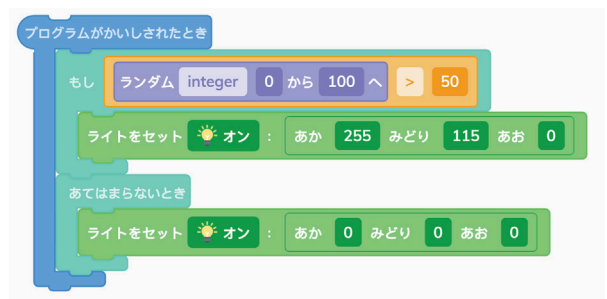 プログラムがかいしされたとき
もし ランダム integer 0 から 100 へ > 50
ライトをセット オン : あか 255 みどり 115 あお 0
あてはまらないとき
ライトをセット オン : あか 0 みどり 0 あお 0